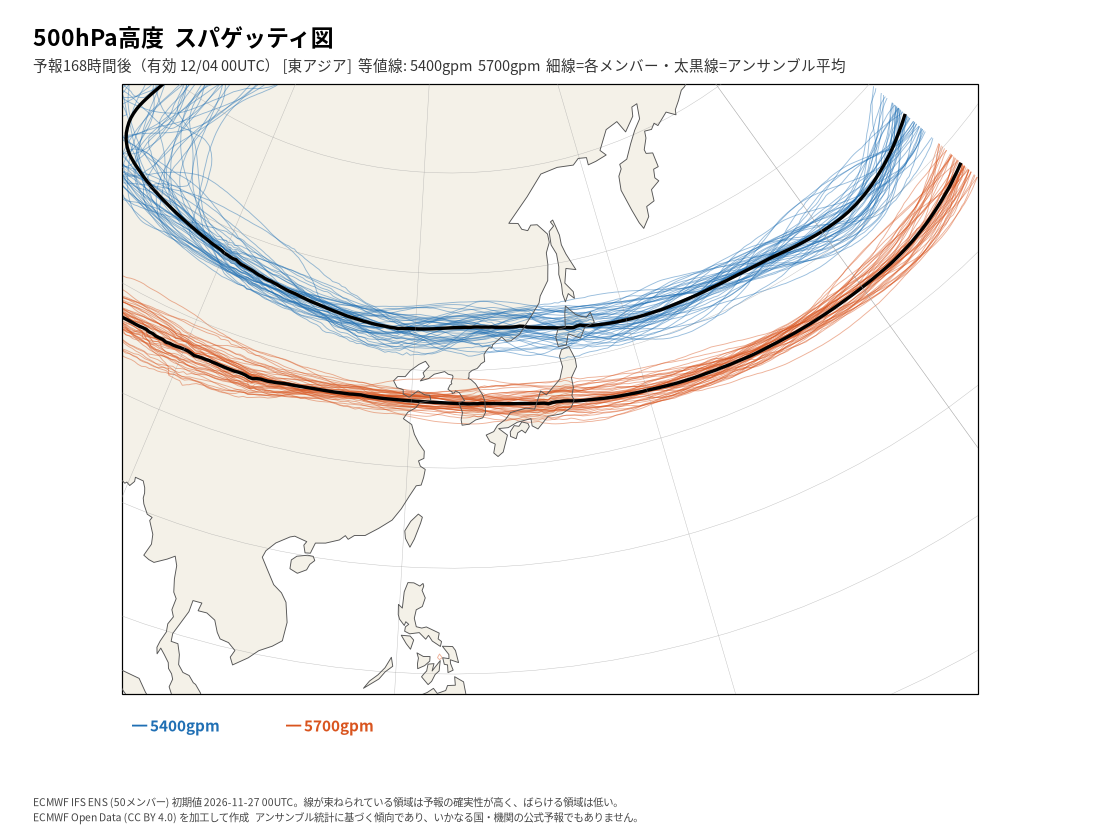 500hPa高度 スパゲッティ図
予報168時間後（有効 12/04 00UTC） [東アジア] 等値線: 5400gpm 5700gpm 細線=各メンバー・太黒線=アンサンブル平均
5400gpm
5700gpm
ECMWF IFS ENS (50メンバー) 初期値 2026-11-27 00UTC。線が束ねられている領域は予報の確実性が高く、ばらける領域は低い。
ECMWF Open Data (CC BY 4.0) を加工して作成 アンサンブル統計に基づく傾向であり、いかなる国・機関の公式予報でもありません。